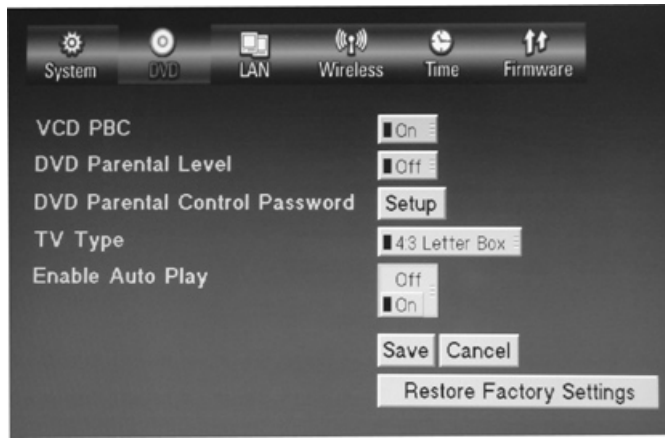 System DVD LAN Wireless Time Firmware
VCD PBC On
DVD Parental Level Off
DVD Parental Control Password Setup
TV Type 4:3 Letter Box
Enable Auto Play Off
On
Save Cancel
Restore Factory Settings